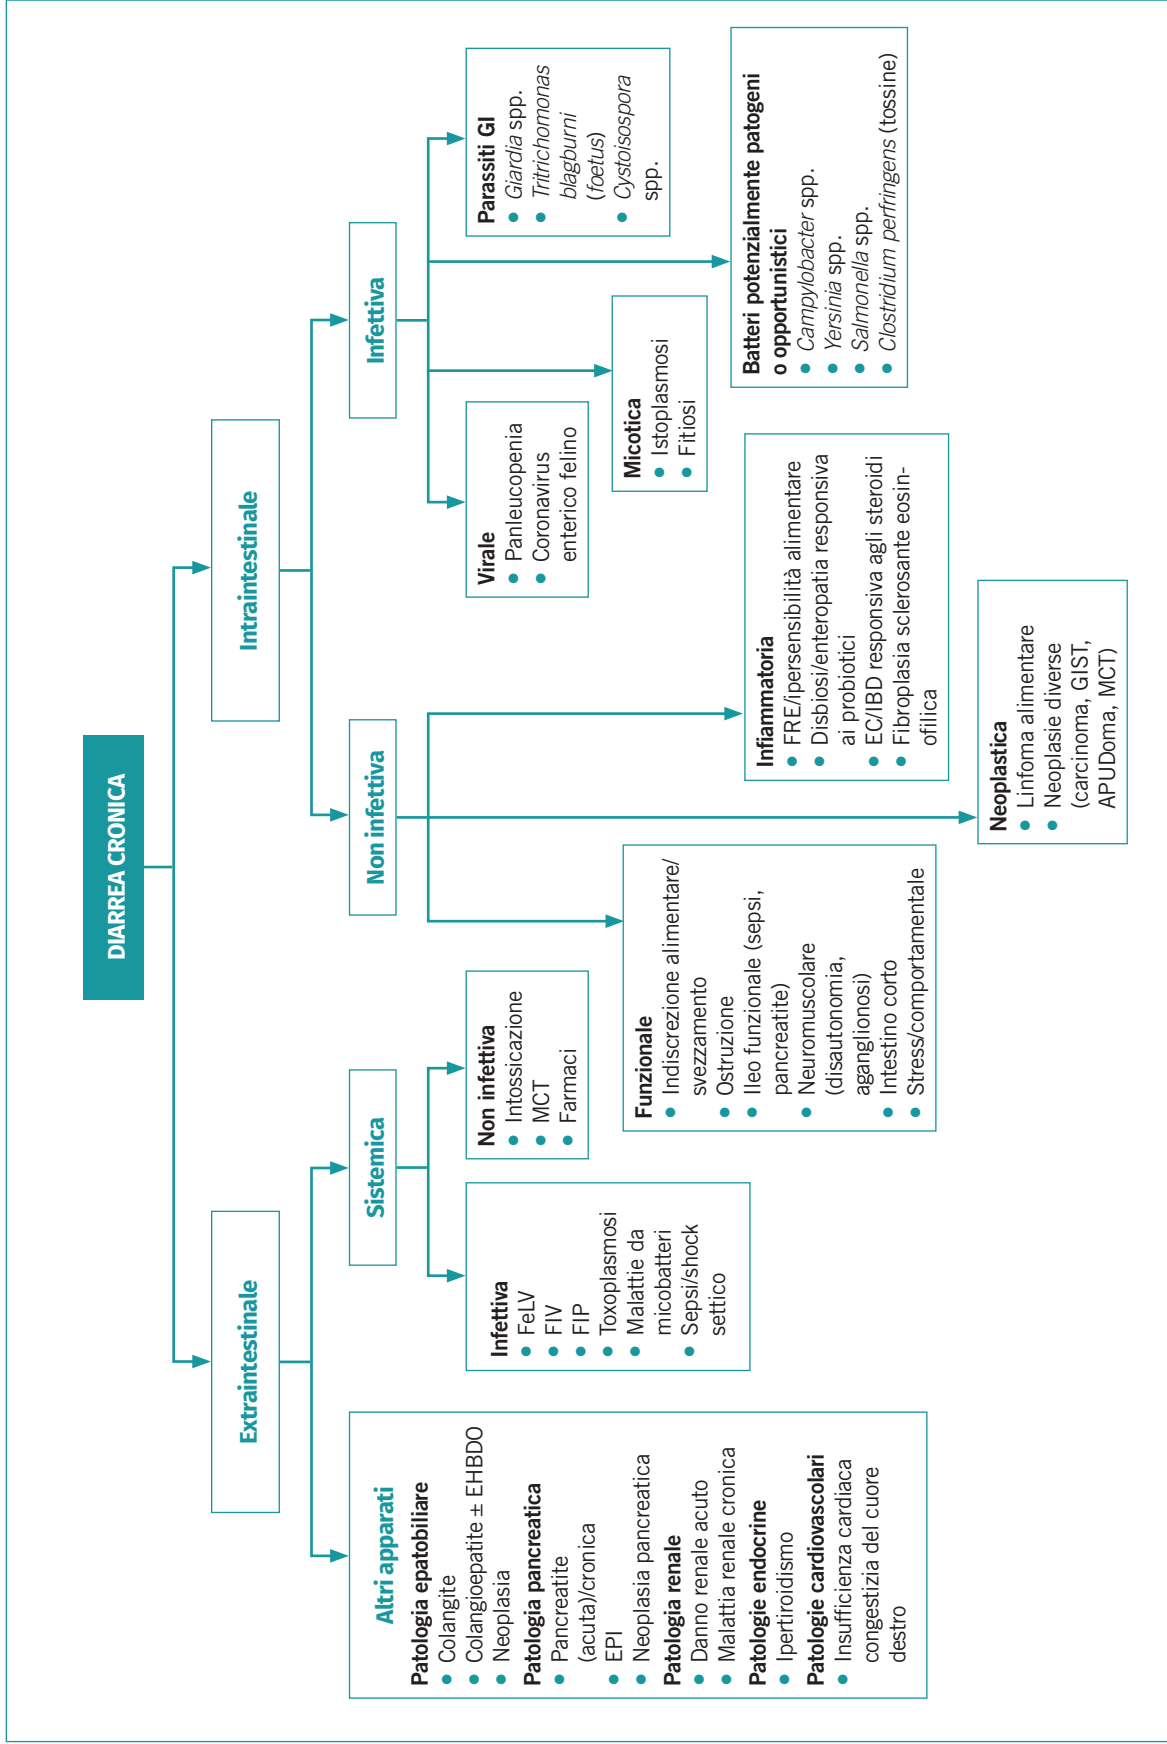 DIARREA CRONICA
Extraintestinale
Intraintestinale
Altri apparati
Patologia epatobiliare
• Colangite
• Colangioepatite ± EHBDO
• Neoplasia
Patologia pancreatica
• Pancreatite
(acuta)/cronica
• EPI
• Neoplasia pancreatica
Patologia renale
• Danno renale acuto
• Malattia renale cronica
Patologie endocrine
• Ipertiroidismo
Patologie cardiovascolari
• Insufficienza cardiaca
congestizia del cuore
destro
Sistemica
Infettiva
• FeLV
• FIV
• FIP
• Toxoplasmosi
• Malattie da
micobatteri
• Sepsi/shock
settico
Non infettiva
• Intossicazione
• MCT
• Farmaci
Non infettiva
Funzionale
• Indiscrezione alimentare/
svezzamento
• Ostruzione
• Ileo funzionale (sepsi,
pancreatite)
• Neuromuscolare
(disautonomia,
aganglionosi)
• Intestino corto
• Stress/comportamentale
Neoplastica
• Linfoma alimentare
• Neoplasie diverse
(carcinoma, GIST,
APUDoma, MCT)
Infiammatoria
• FRE/ipersensibilità alimentare
• Disbiosi/enteropatia responsiva
ai probiotici
• EC/IBD responsiva agli steroidi
• Fibroplasia sclerosante eosin-
ofilica
Infettiva
Virale
• Panleucopenia
• Coronavirus
enterico felino
Micotica
• Istoplasmosi
• Fitiosi
Batteri potenzialmente patogeni
o opportunistici
• Campylobacter spp.
• Yersinia spp.
• Salmonella spp.
• Clostridium perfringens (tossine)
Parassiti GI
• Giardia spp.
• Tritrichomonas
blagburni
(foetus)
• Cystoisospora
spp.